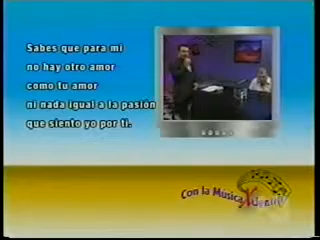 Sabes que para mi
no hay otro amor
como tu amor
ni nada igual a la pasión
que siento yo por ti.
Con la Música
Dentro